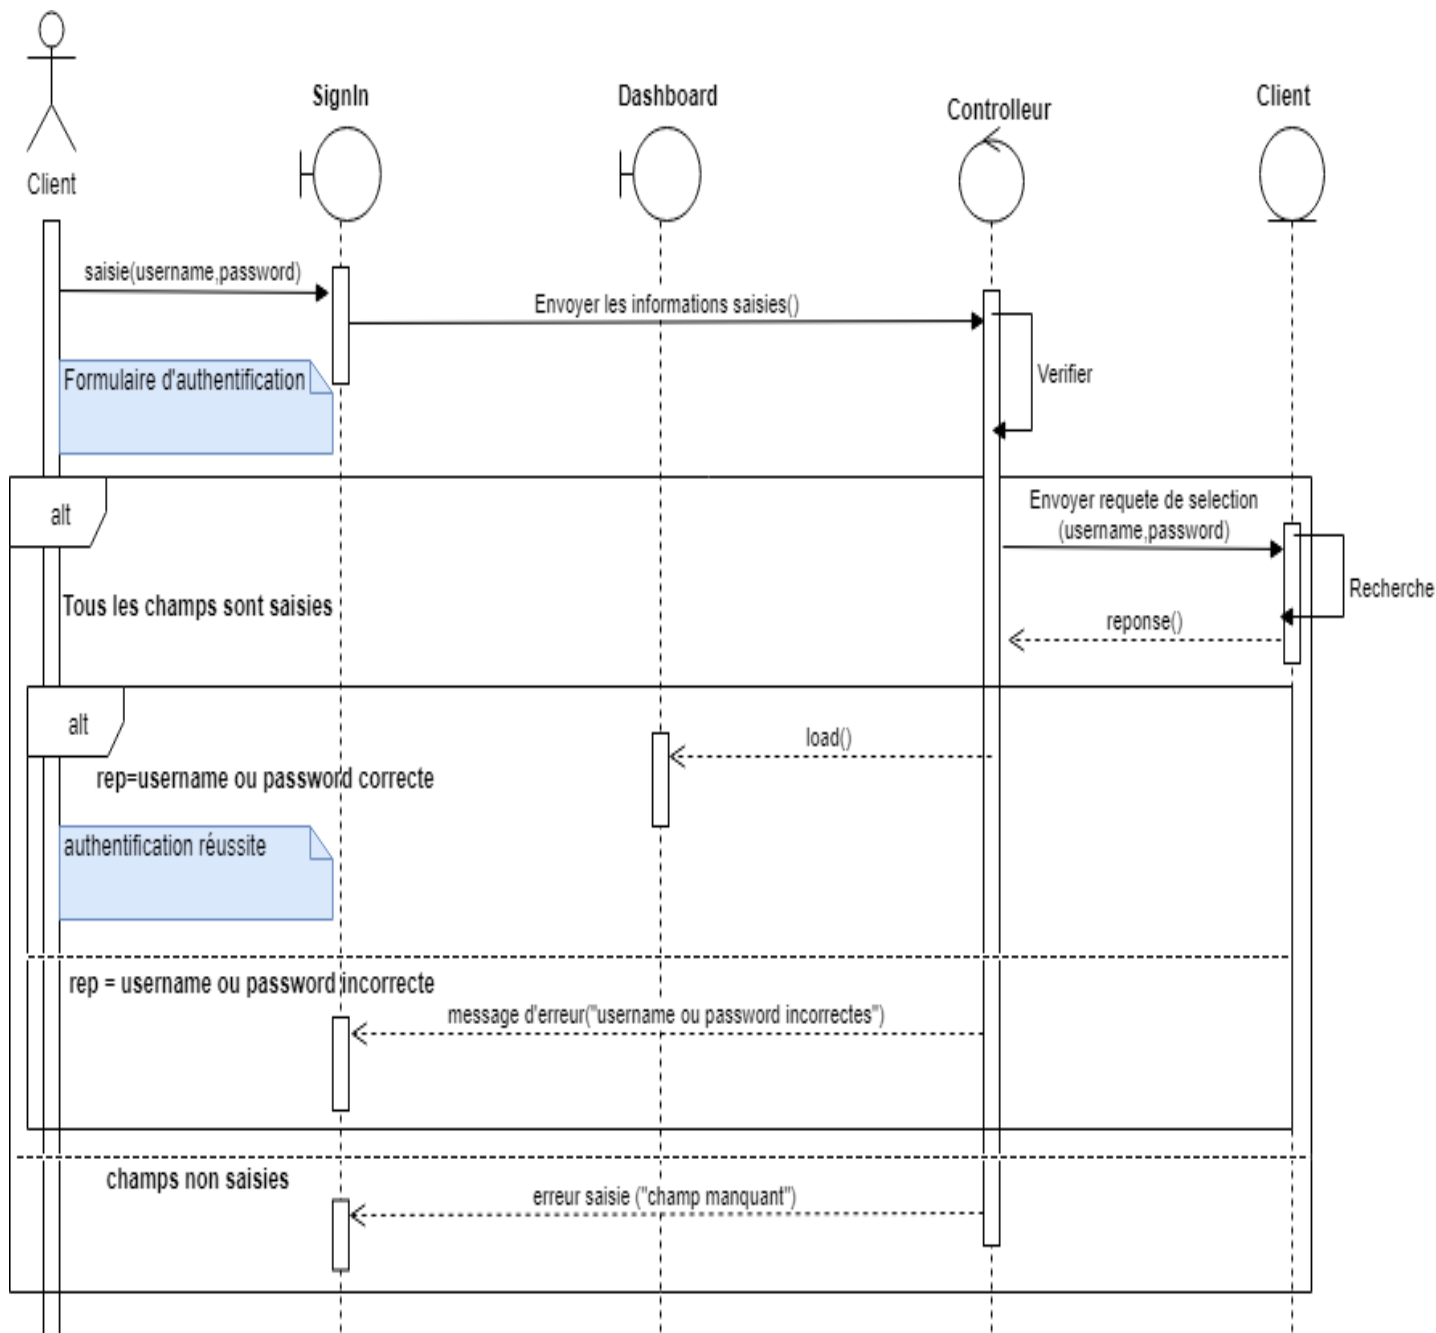 SignIn
Dashboard
Controlleur
Client
Client
saisie(username,password)
Envoyer les informations saisies()
Formulaire d'authentification
Verifier
alt
Envoyer requete de selection
(username,password)
Tous les champs sont saisies
Recherche
reponse()
alt
load()
rep=username ou password correcte
authentification réussite
rep = username ou password incorrecte
message d'erreur("username ou password incorrectes")
champs non saisies
erreur saisie ("champ manquant")